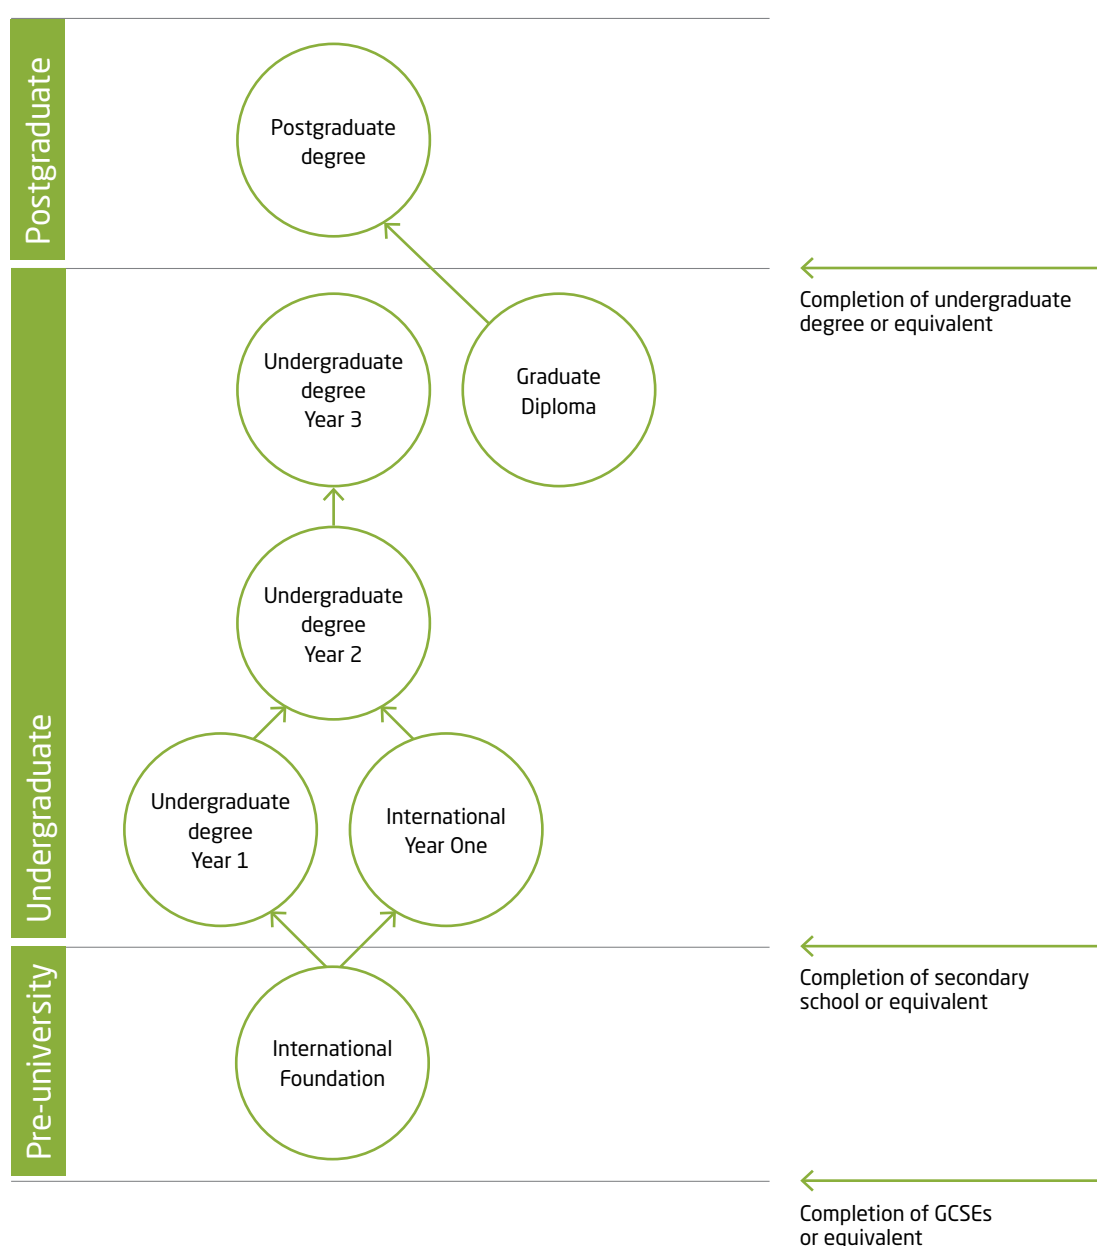 Postgraduate
Postgraduate
degree
Completion of undergraduate
degree or equivalent
Undergraduate
Undergraduate
degree
Year 3
Graduate
Diploma
Undergraduate
degree
Year 2
Undergraduate
degree
Year 1
International
Year One
Completion of secondary
school or equivalent
Pre-university
International
Foundation
Completion of GCSEs
or equivalent